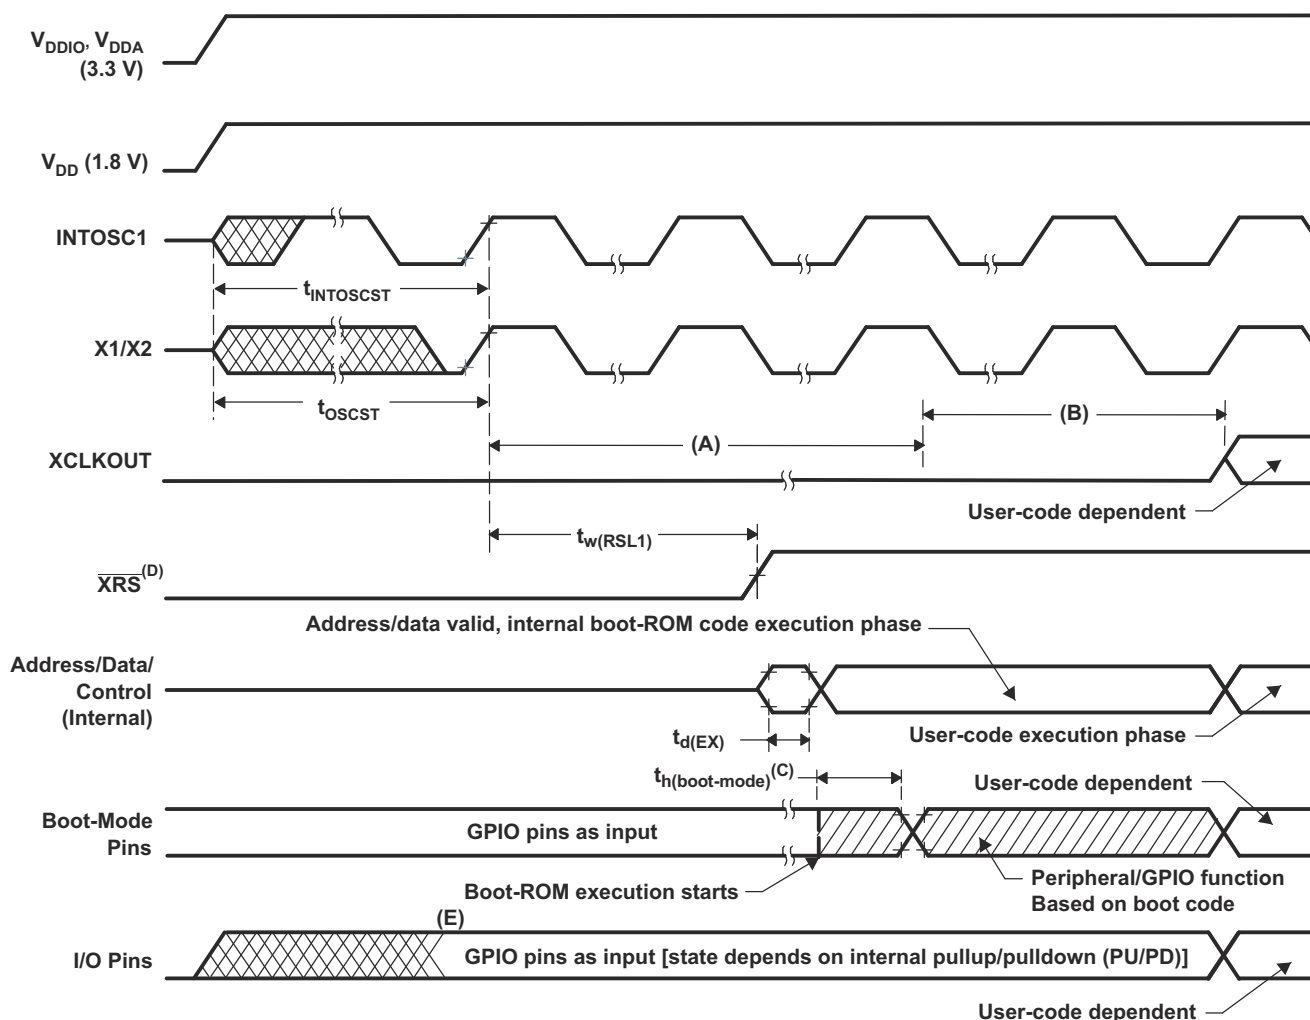 VDDIO, VDDA
(3.3 V)
VDD (1.8 V)
INTOSC1
tINTOSCST
X1/X2
tOSCST
(B)
(A)
XCLKOUT
User-code dependent
tw(RSL1)
XRS(D)
Address/data valid, internal boot-ROM code execution phase
Address/Data/
Control
(Internal)
td(EX)
User-code execution phase
th(boot-mode)(C)
User-code dependent
Boot-Mode
Pins
GPIO pins as input
Boot-ROM execution starts
Peripheral/GPIO function
Based on boot code
(E)
I/O Pins
GPIO pins as input [state depends on internal pullup/pulldown (PU/PD)]
User-code dependent